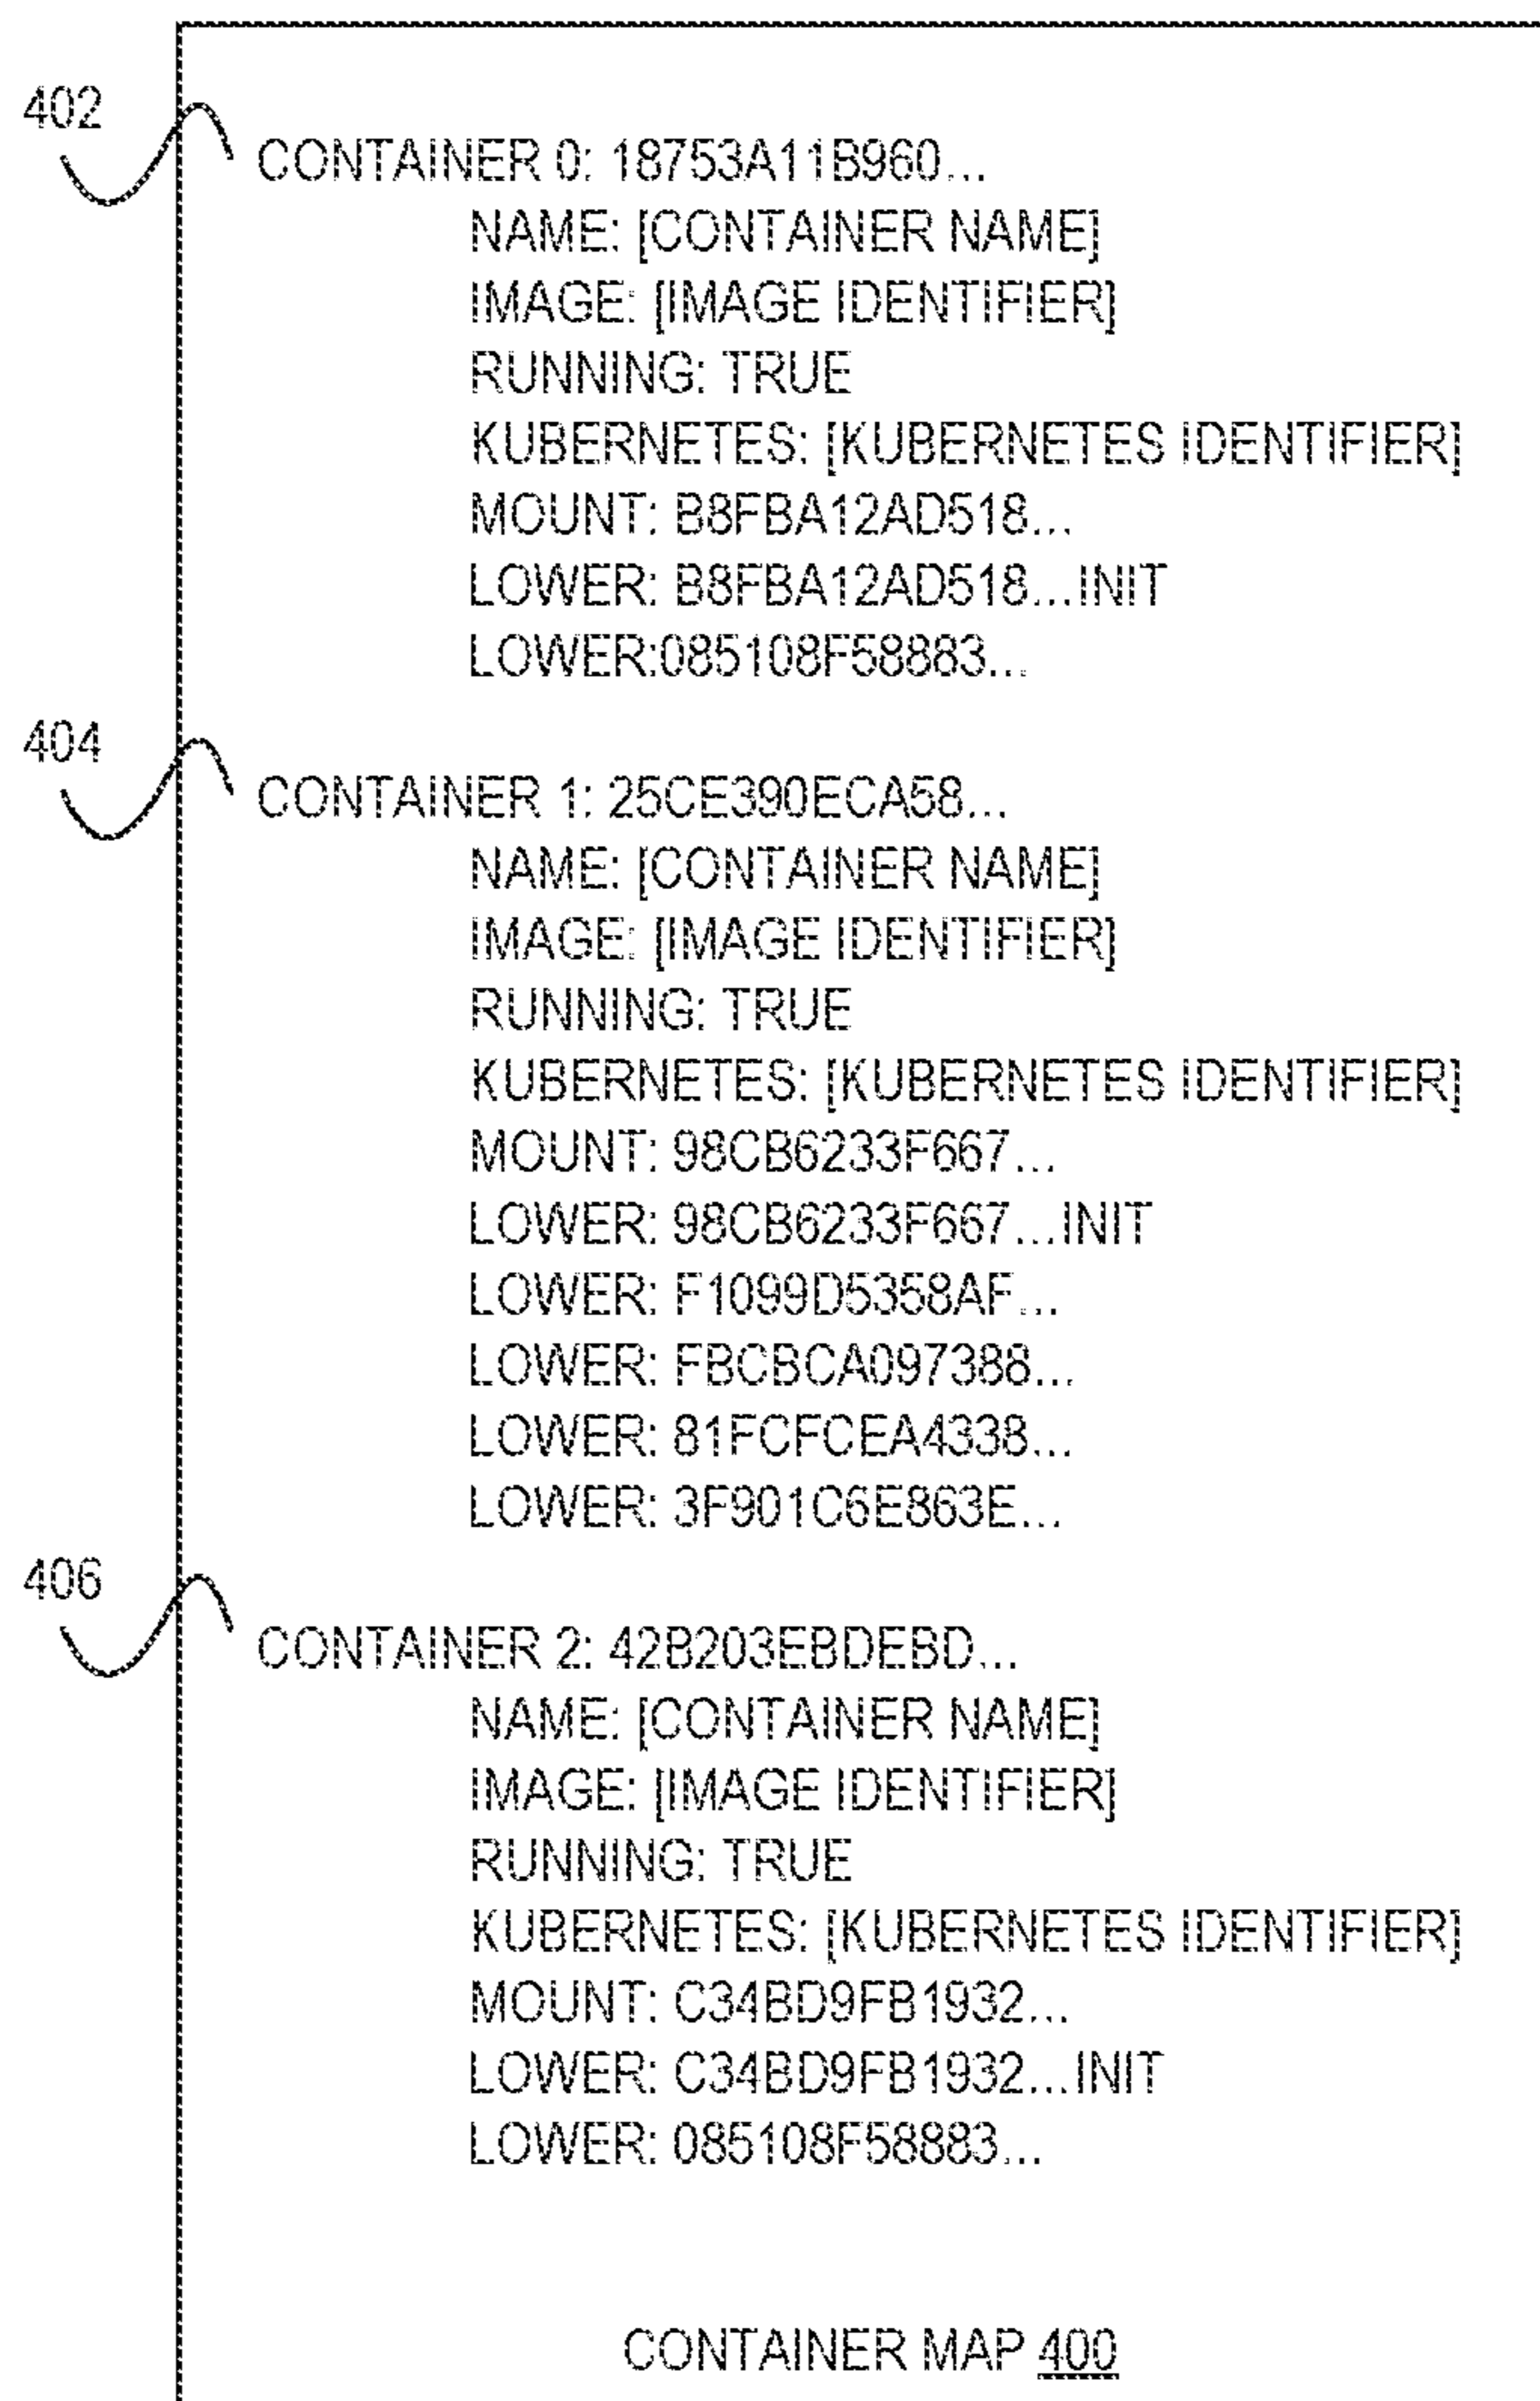 402
CONTAINER 0: 18753A11B960...
NAME: [CONTAINER NAME]
IMAGE: [IMAGE IDENTIFIER]
RUNNING: TRUE
KUBERNETES: [KUBERNETES IDENTIFIER]
MOUNT: B8FBA12AD518...
LOWER: B8FBA12AD518...INIT
LOWER:085108F58883...
404
CONTAINER 1: 25CE390ECA58...
NAME: [CONTAINER NAME]
IMAGE: [IMAGE IDENTIFIER]
RUNNING: TRUE
KUBERNETES: [KUBERNETES IDENTIFIER]
MOUNT: 98CB6233F667...
LOWER: 98CB6233F667...INIT
LOWER: F1099D5358AF...
LOWER: FBCBCA097388...
LOWER: 81FCFCEA4338...
LOWER: 3F901C6E863E...
406
CONTAINER 2: 42B203EBDEBD...
NAME: [CONTAINER NAME]
IMAGE: [IMAGE IDENTIFIER]
RUNNING: TRUE
KUBERNETES: [KUBERNETES IDENTIFIER]
MOUNT: C34BD9FB1932...
LOWER: C34BD9FB1932...INIT
LOWER: 085108F58883...
CONTAINER MAP 400